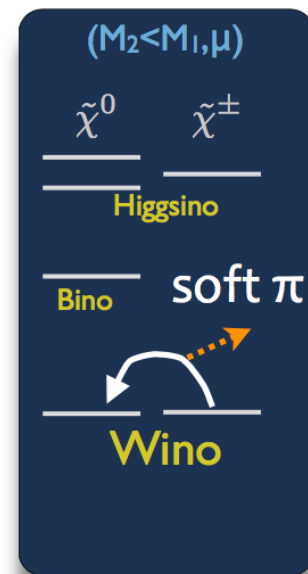 (M₂<M₁,μ)
χ̃⁰ χ̃±
Higgsino
Bino
soft π
Wino